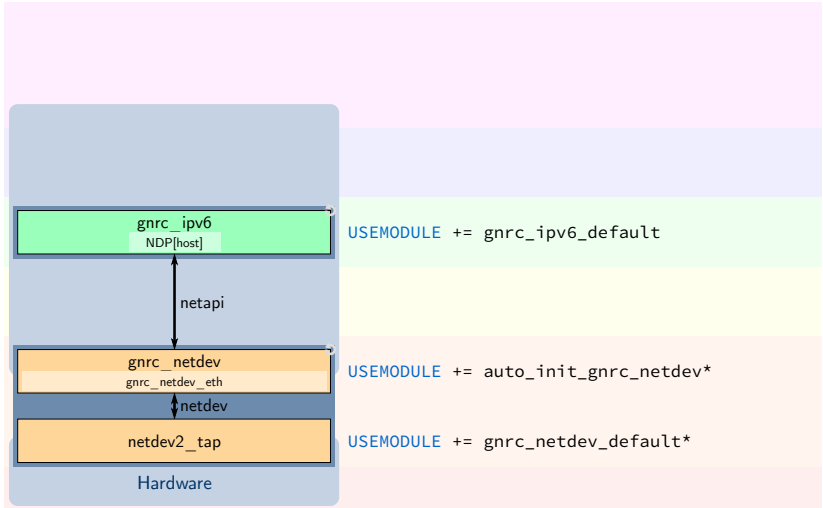 gnrc_ipv6
NDP[host]
USEMODULE += gnrc_ipv6_default
netapi
gnrc_netdev
gnrc_netdev_eth
USEMODULE += auto_init_gnrc_netdev*
netdev
netdev2_tap
USEMODULE += gnrc_netdev_default*
Hardware